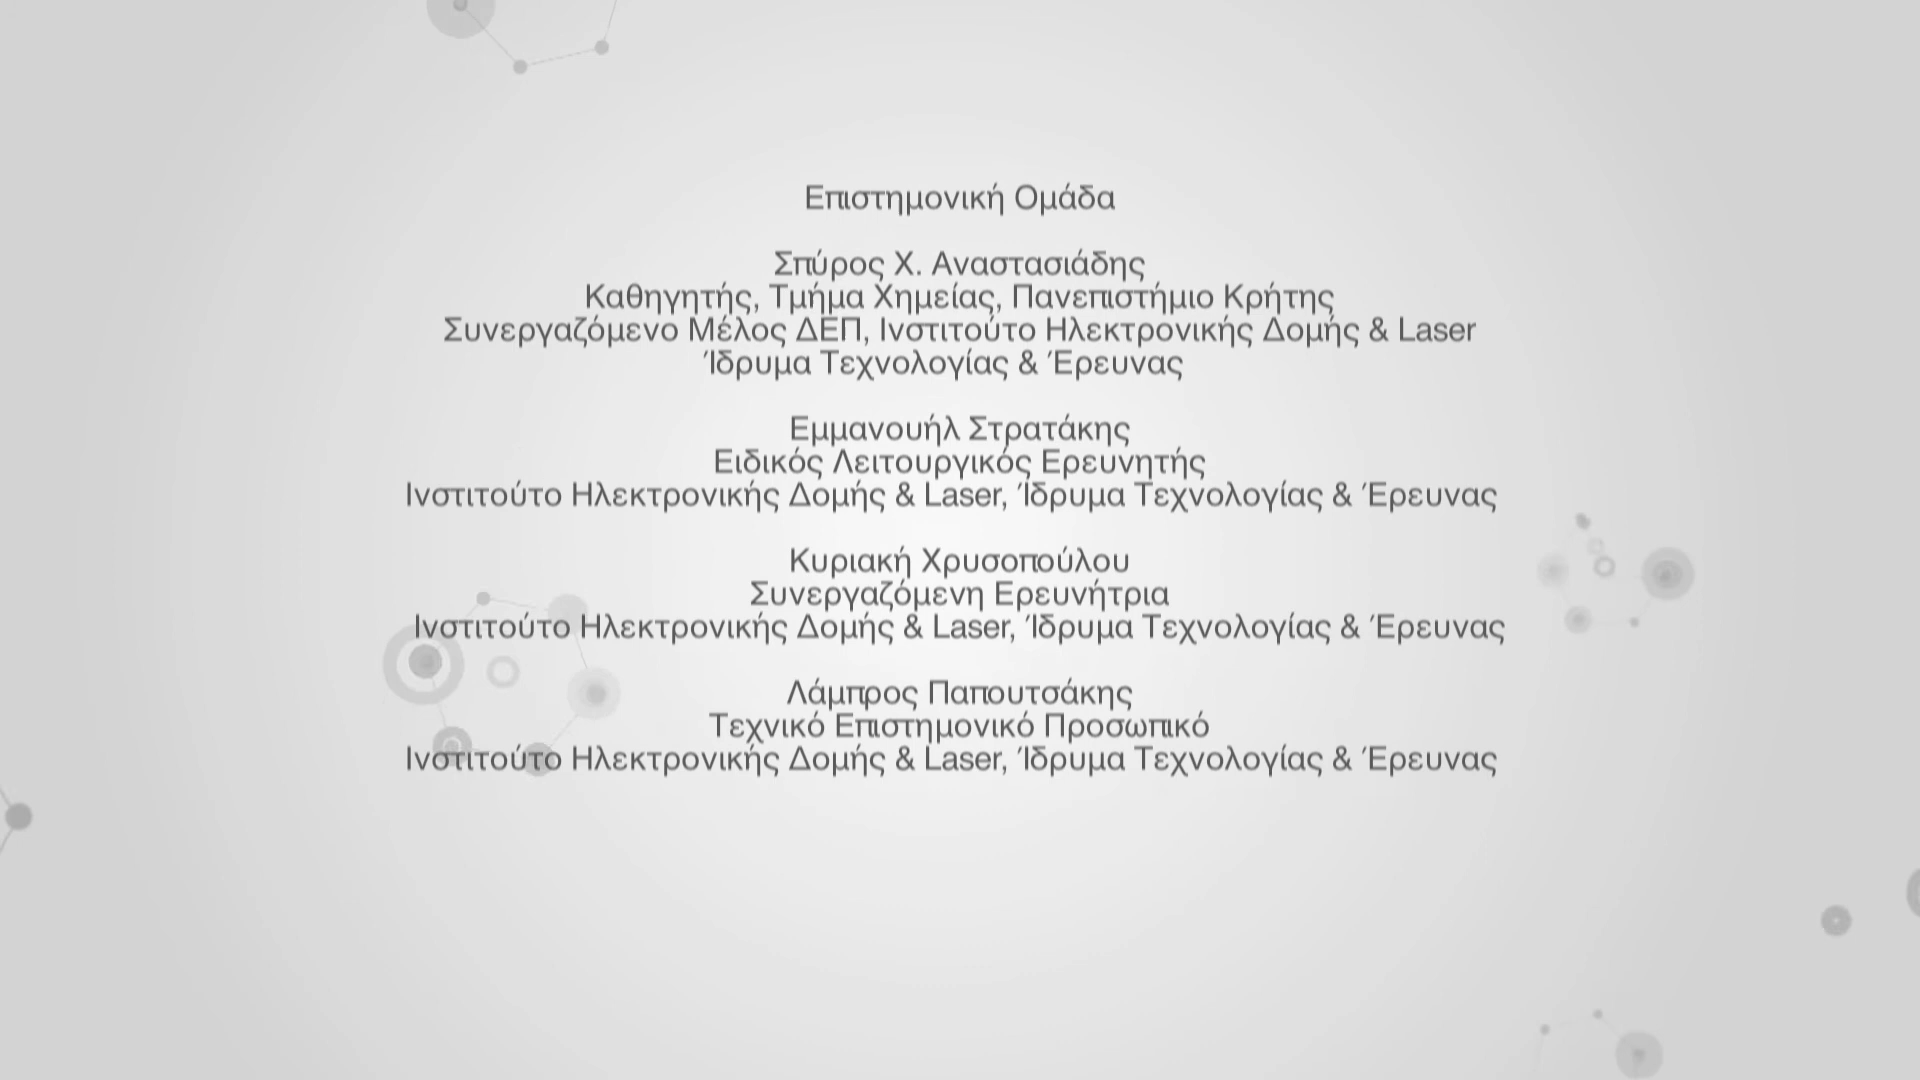 Επιστημονική Ομάδα
Σπύρος Χ. Αναστασιάδης
Καθηγητής, Τμήμα Χημείας, Πανεπιστήμιο Κρήτης
Συνεργαζόμενο Μέλος ΔΕΠ, Ινστιτούτο Ηλεκτρονικής Δομής & Laser
Ίδρυμα Τεχνολογίας & Έρευνας
Εμμανουήλ Στρατάκης
Ειδικός Λειτουργικός Ερευνητής
Ινστιτούτο Ηλεκτρονικής Δομής & Laser, Ίδρυμα Τεχνολογίας & Έρευνας
Κυριακή Χρυσοπούλου
Συνεργαζόμενη Ερευνήτρια
Ινστιτούτο Ηλεκτρονικής Δομής & Laser, Ίδρυμα Τεχνολογίας & Έρευνας
Λάμπρος Παπουτσάκης
Τεχνικό Επιστημονικό Προσωπικό
Ινστιτούτο Ηλεκτρονικής Δομής & Laser, Ίδρυμα Τεχνολογίας & Έρευνας